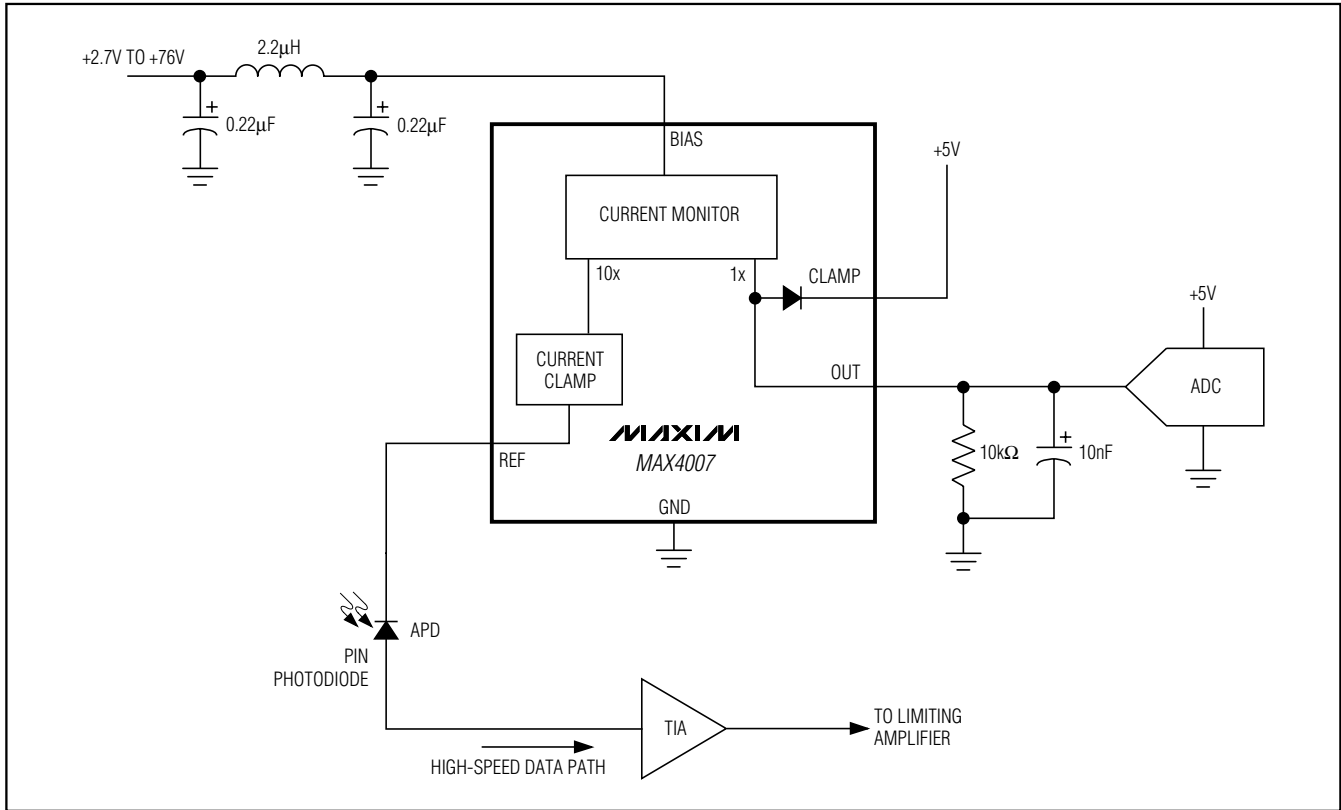 +2.7V TO +76V
2.2µH
+
0.22µF
+
0.22µF
BIAS
+5V
CURRENT MONITOR
10x
1x
CLAMP
+5V
CURRENT
CLAMP
OUT
ADC
MAXIM
MAX4007
REF
10kΩ
+
10nF
GND
APD
PIN
PHOTODIODE
TIA
TO LIMITING
AMPLIFIER
HIGH-SPEED DATA PATH